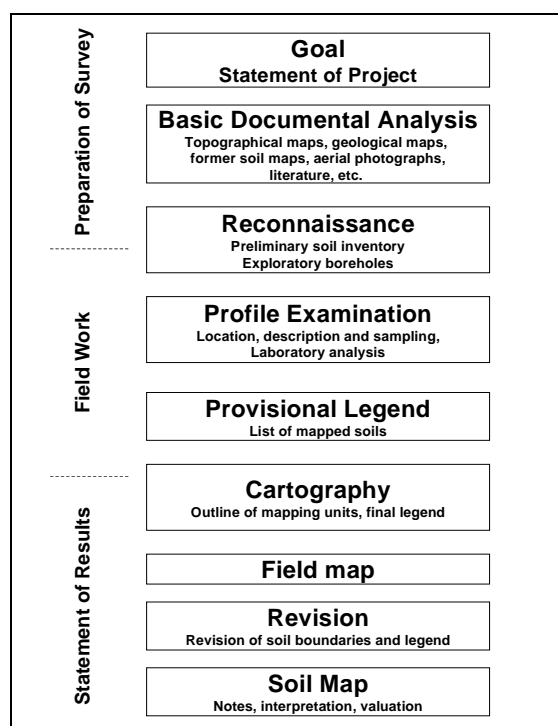 Preparation of Survey
Goal
Statement of Project
Basic Documental Analysis
Topographical maps, geological maps,
former soil maps, aerial photographs,
literature, etc.
Reconnaissance
Preliminary soil inventory
Exploratory boreholes
Field Work
Profile Examination
Location, description and sampling,
Laboratory analysis
Provisional Legend
List of mapped soils
Statement of Results
Cartography
Outline of mapping units, final legend
Field map
Revision
Revision of soil boundaries and legend
Soil Map
Notes, interpretation, valuation